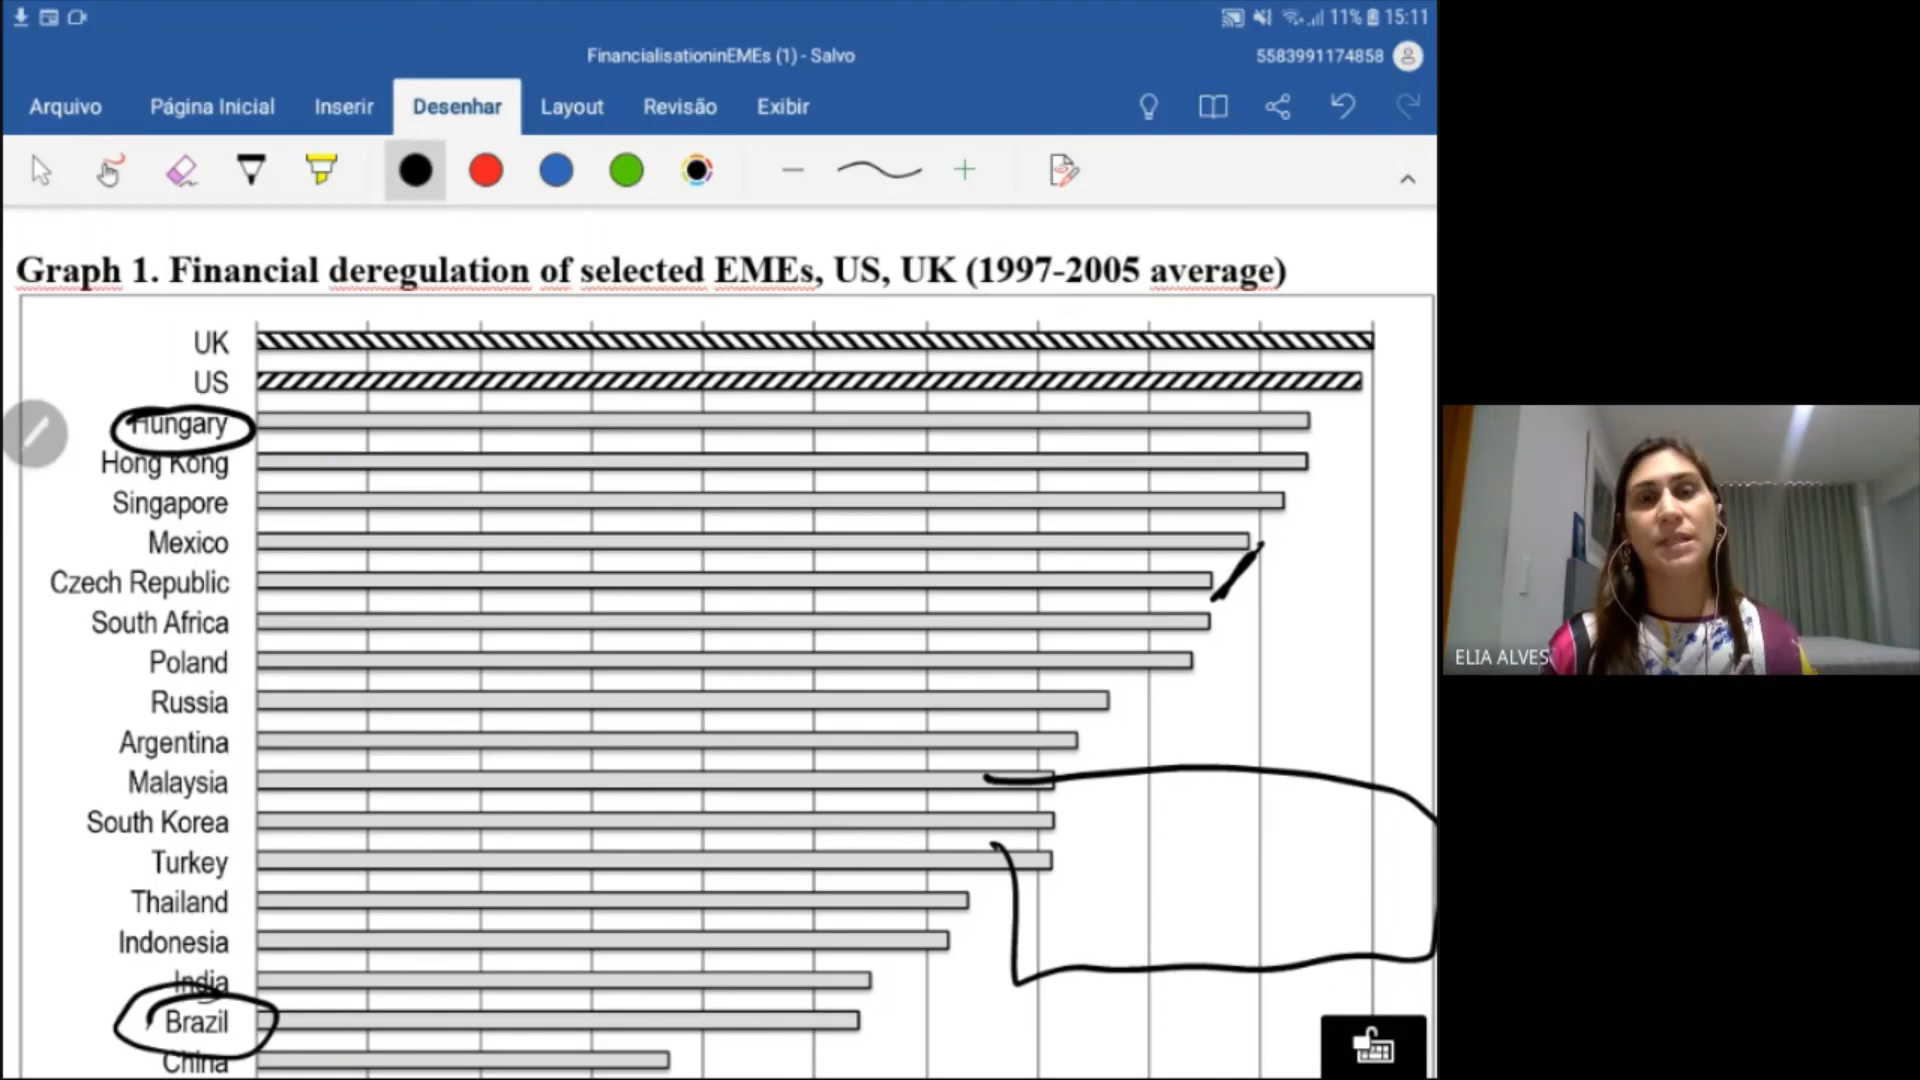 11% 15:11
FinancialisationinEMEs (1) - Salvo
5583991174858
Arquivo Página Inicial Inserir Desenhar Layout Revisão Exibir
Graph 1. Financial deregulation of selected EMEs, US, UK (1997-2005 average)
UK
US
Hungary
Hong Kong
Singapore
Mexico
Czech Republic
South Africa
Poland
Russia
Argentina
Malaysia
South Korea
Turkey
Thailand
Indonesia
India
Brazil
China
ELIA ALVES